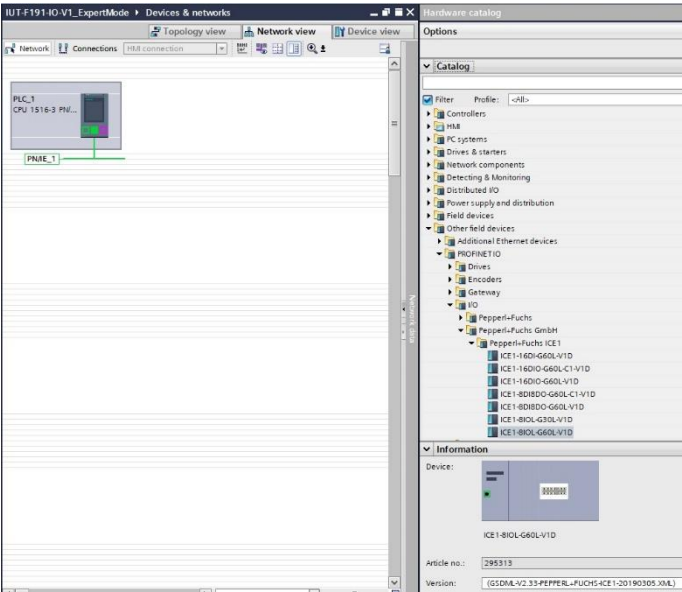 IUT-F191-IO-V1_ExpertMode ▸ Devices & networks
Topology view
Network view
Device view
Network
Connections
HMI connection
PLC_1
CPU 1516-3 PN/...
PN/IE_1
Network data
Hardware catalog
Options
Catalog
Filter Profile: <All>
Controllers
HMI
PC systems
Drives & starters
Network components
Detecting & Monitoring
Distributed I/O
Power supply and distribution
Field devices
Other field devices
Additional Ethernet devices
PROFINET IO
Drives
Encoders
Gateway
I/O
Pepperl+Fuchs
Pepperl+Fuchs GmbH
Pepperl+Fuchs ICE1
ICE1-16DI-G60L-V1D
ICE1-16DIO-G60L-C1-V1D
ICE1-16DIO-G60L-V1D
ICE1-8DI8DO-G60L-C1-V1D
ICE1-8DI8DO-G60L-V1D
ICE1-8IOL-G30L-V1D
ICE1-8IOL-G60L-V1D
Information
Device:
ICE1-8IOL-G60L-V1D
Article no.: 295313
Version: (GSDML-V2.33-PEPPERL+FUCHS-ICE1-20190305.XML)